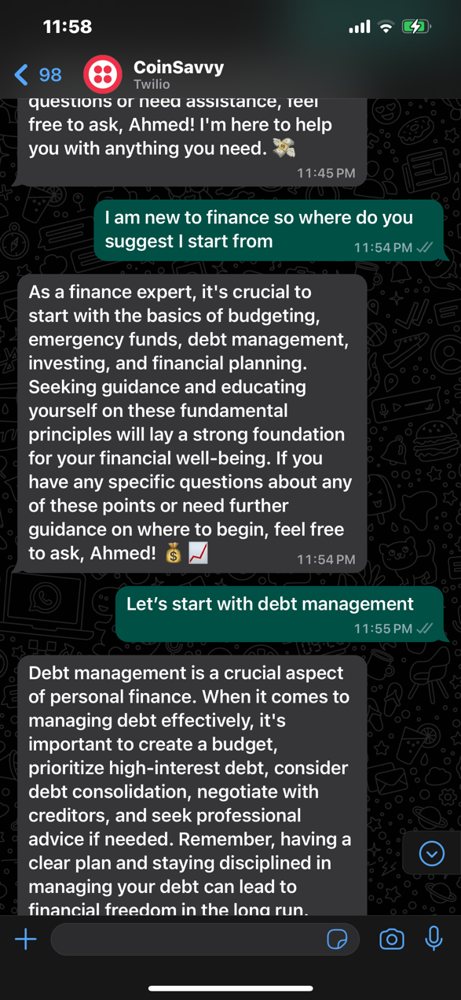 11:58
98
CoinSavvy
Twilio
questions or need assistance, feel
free to ask, Ahmed! I'm here to help
you with anything you need. 💸
11:45 PM
I am new to finance so where do you
suggest I start from
11:54 PM
As a finance expert, it's crucial to
start with the basics of budgeting,
emergency funds, debt management,
investing, and financial planning.
Seeking guidance and educating
yourself on these fundamental
principles will lay a strong foundation
for your financial well-being. If you
have any specific questions about any
of these points or need further
guidance on where to begin, feel free
to ask, Ahmed! 💰 📈
11:54 PM
Let’s start with debt management
11:55 PM
Debt management is a crucial aspect
of personal finance. When it comes to
managing debt effectively, it's
important to create a budget,
prioritize high-interest debt, consider
debt consolidation, negotiate with
creditors, and seek professional
advice if needed. Remember, having a
clear plan and staying disciplined in
managing your debt can lead to
financial freedom in the long run.